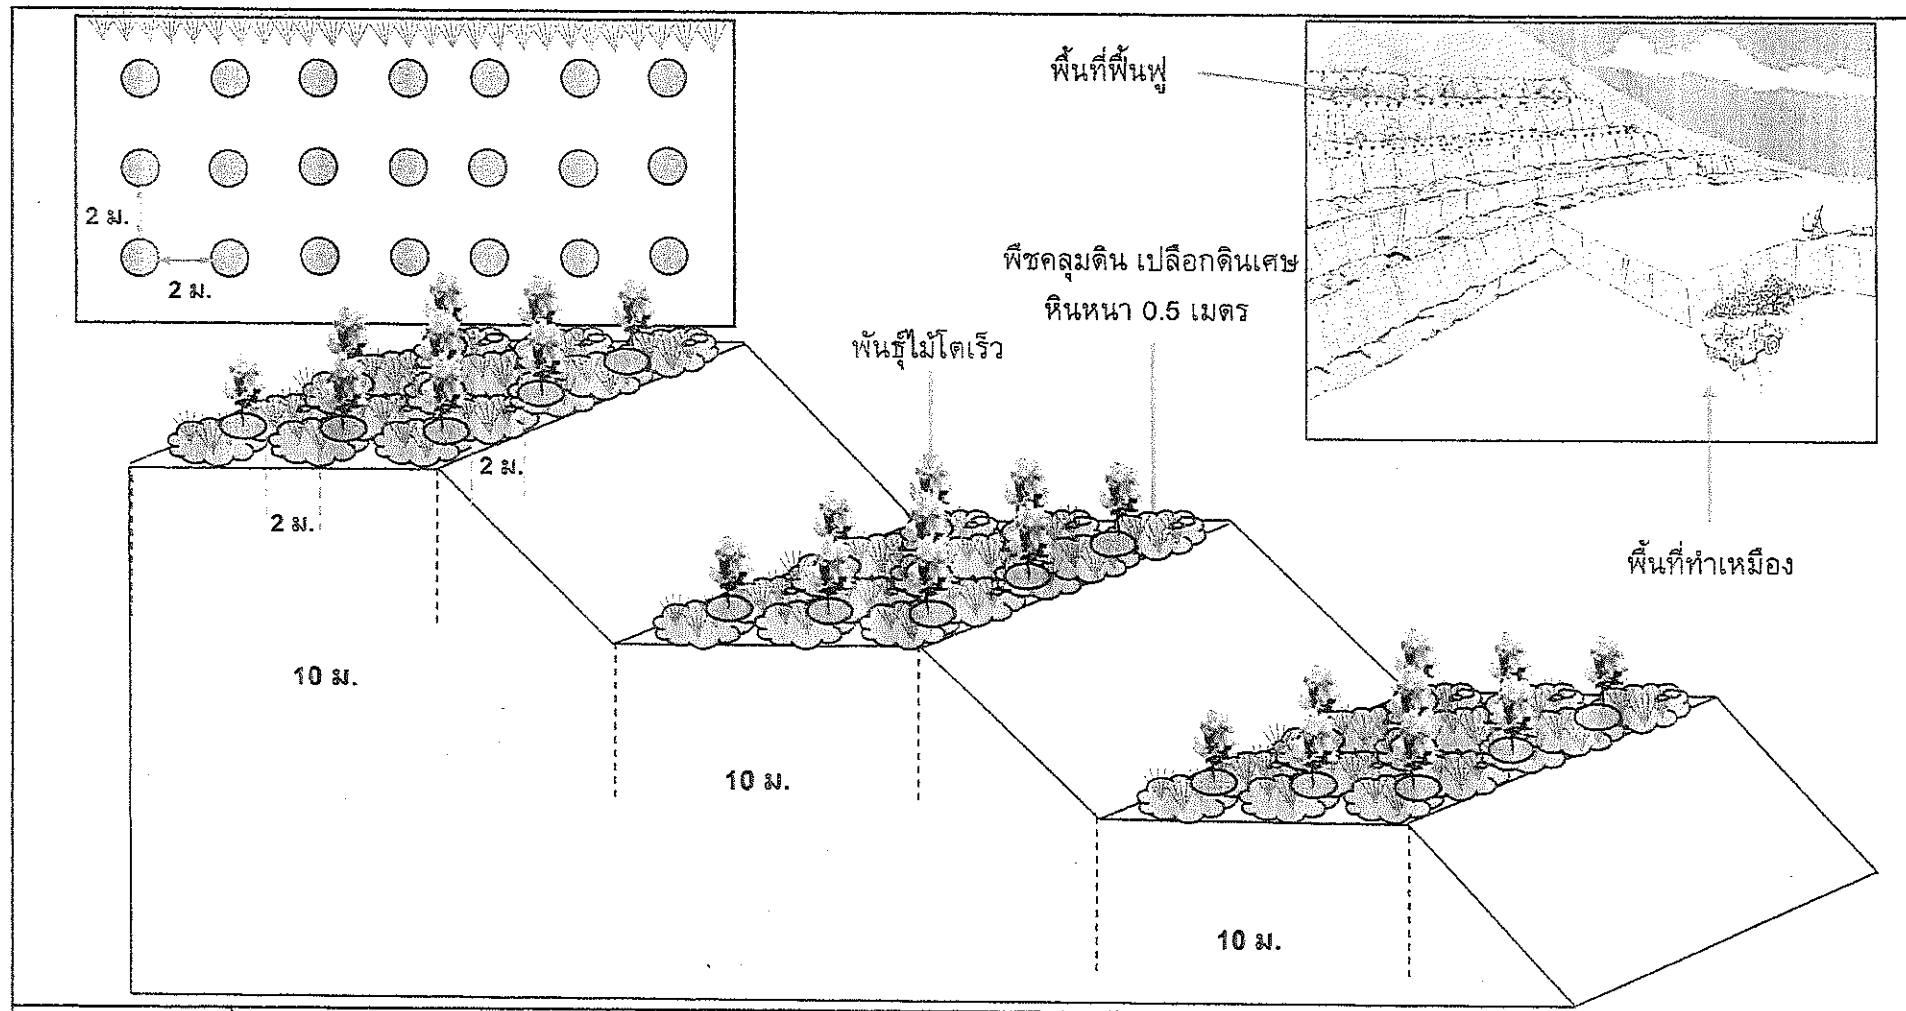 พื้นที่ฟื้นฟู
2 ม.
2 ม.
พืชคลุมดิน เปลือกดินเศษ
หินหนา 0.5 เมตร
พันธุ์ไม้โตเร็ว
2 ม.
2 ม.
พื้นที่ทำเหมือง
10 ม.
10 ม.
10 ม.